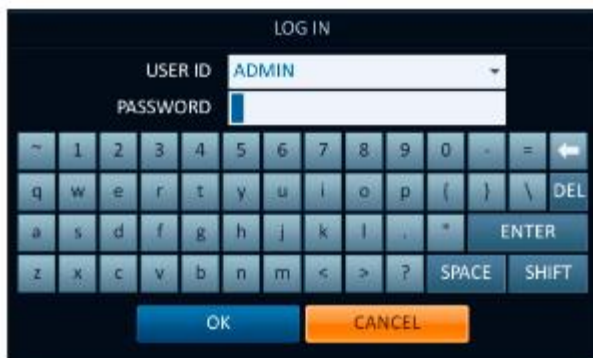 LOG IN
USER ID ADMIN
PASSWORD
~ 1 2 3 4 5 6 7 8 9 0 - =
q w e r t y u i o p { } \ DEL
a s d f g h j k l . " ENTER
z x c v b n m < > ? SPACE SHIFT
OK CANCEL